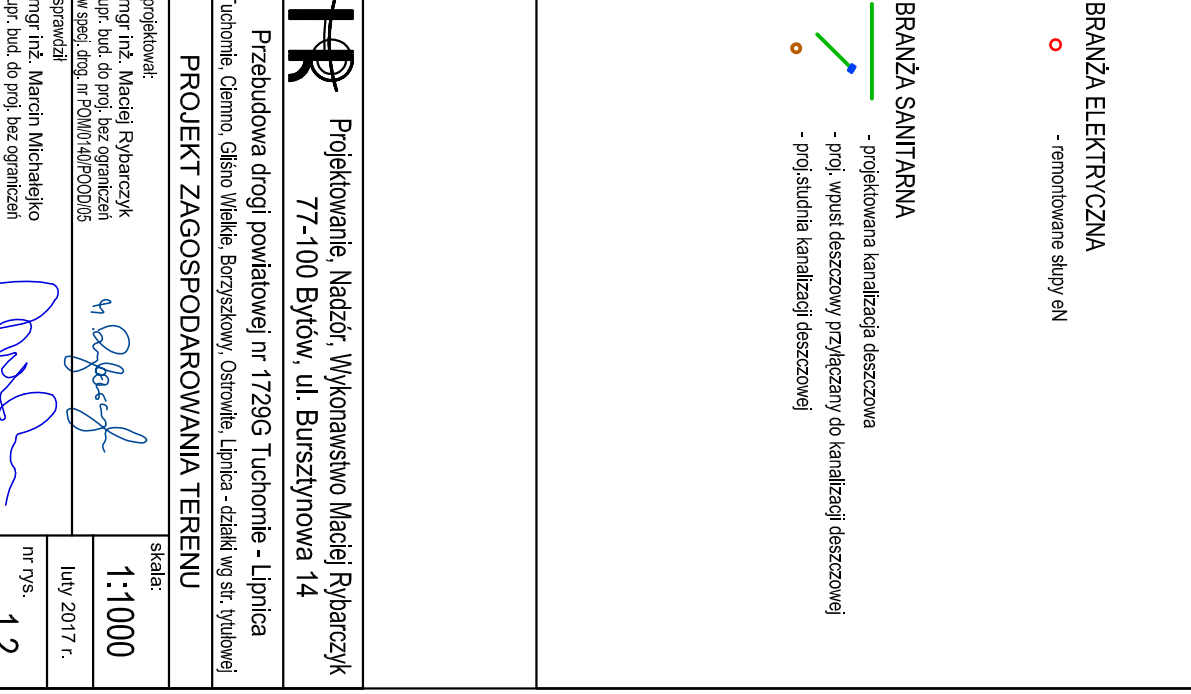 BRANŻA ELEKTRYCZNA
- remontowane słupy eN
BRANŻA SANITARNA
- projektowana kanalizacja deszczowa
- proj. wpust deszczowy przyłączany do kanalizacji deszczowej
- proj.studnia kanalizacji deszczowej
Projektowanie, Nadzór, Wykonawstwo Maciej Rybarczyk
77-100 Bytów, ul. Bursztynowa 14
Przebudowa drogi powiatowej nr 1729G Tuchomie - Lipnica
Tuchomie, Ciemno, Gliśno Wielkie, Borzyszkowy, Ostrowite, Lipnica - działki wg str. tytułowej
PROJEKT ZAGOSPODAROWANIA TERENU
projektował:
mgr inż. Maciej Rybarczyk
upr. bud. do proj. bez ograniczeń
w specj. drog. nr POM/0140/POOD/05
skala:
1:1000
luty 2017 r.
sprawdził
mgr inż. Marcin Michałejko
upr. bud. do proj. bez ograniczeń
nr rys.